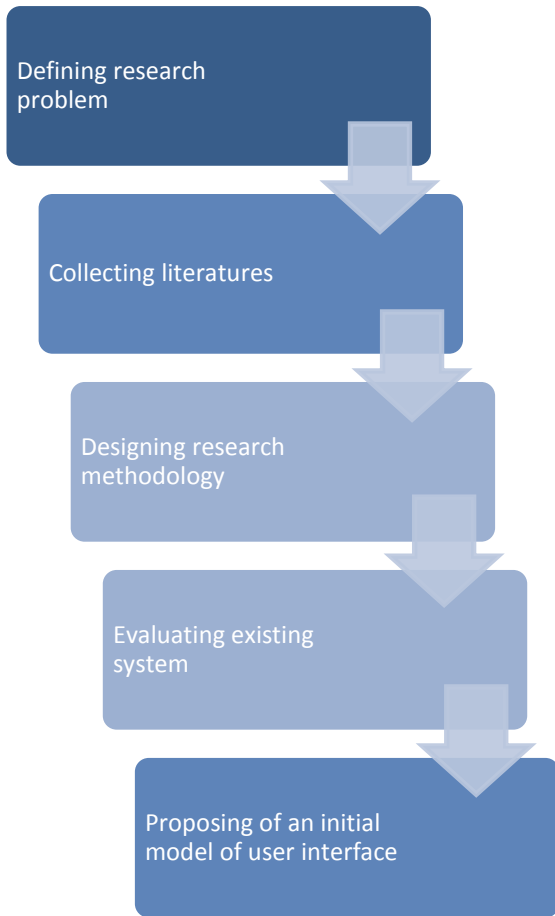 Defining research
problem
Collecting literatures
Designing research
methodology
Evaluating existing
system
Proposing of an initial
model of user interface